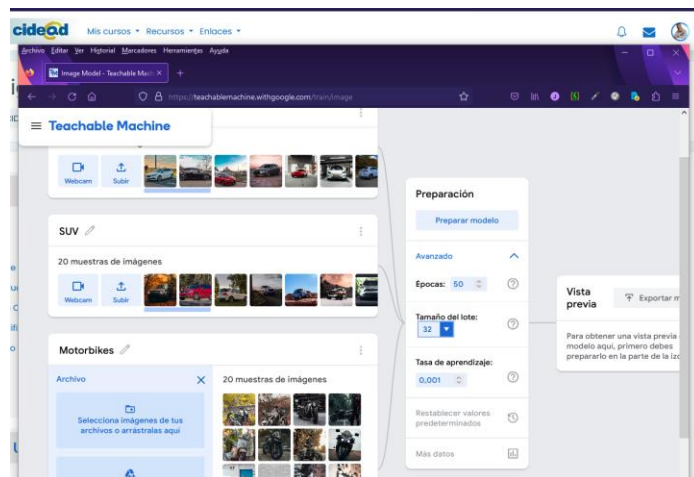 cidead Mis cursos Recursos Enlaces
Archivo Editar Ver Historial Marcadores Herramientas Ayuda
Image Model - Teachable Mach
https://teachablemachine.withgoogle.com/train/image
Teachable Machine
Webcam Subir
SUV
20 muestras de imágenes
Webcam Subir
Motorbikes
Archivo
Selecciona imágenes de tus
archivos o arrástralas aquí
20 muestras de imágenes
Preparación
Preparar modelo
Avanzado
Épocas: 50
Tamaño del lote:
32
Tasa de aprendizaje:
0,001
Restablecer valores
predeterminados
Más datos
Vista
previa
Exportar m
Para obtener una vista previa
modelo aquí, primero debes
prepararlo en la parte de la izq